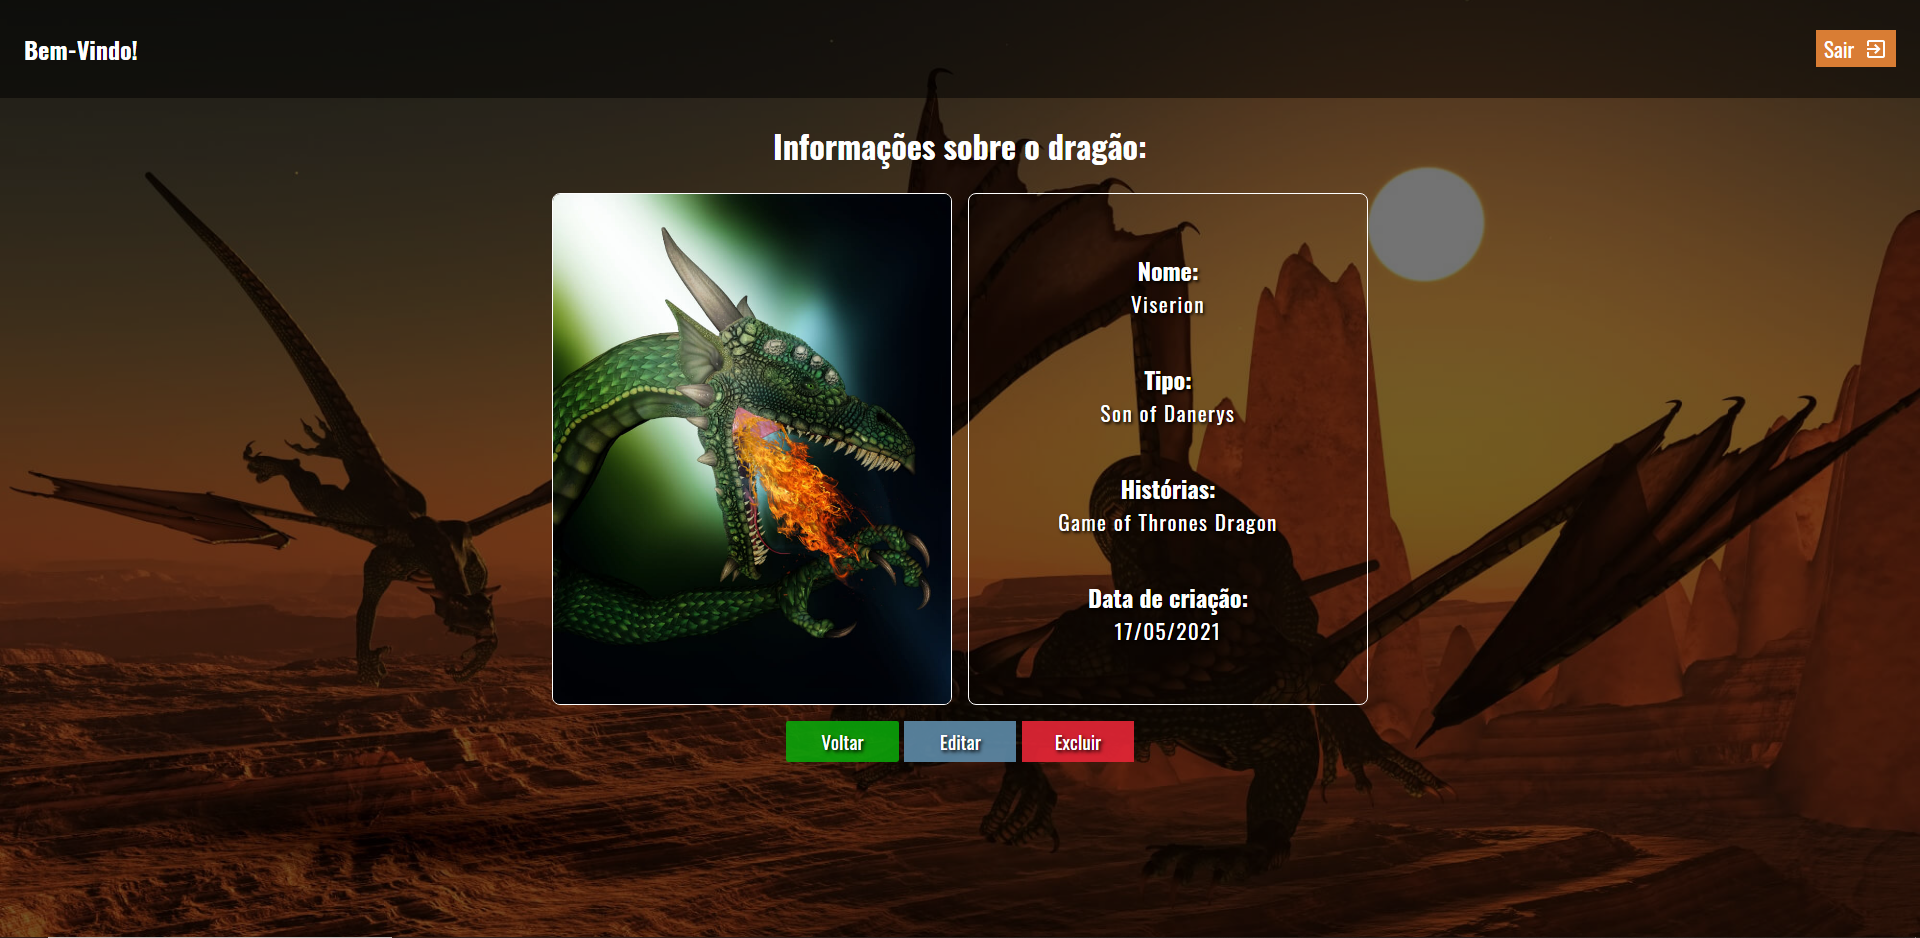 Bem-Vindo!
Sair
Informações sobre o dragão:
Nome:
Viserion
Tipo:
Son of Danerys
Histórias:
Game of Thrones Dragon
Data de criação:
17/05/2021
Voltar
Editar
Excluir